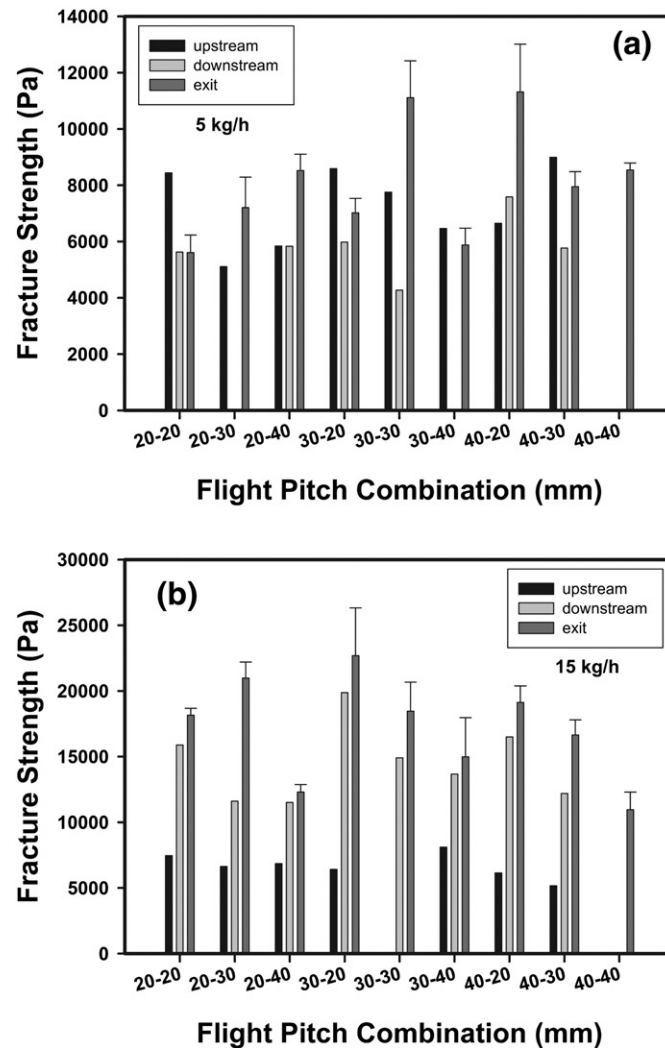 14000
12000
10000
8000
6000
4000
2000
0
Fracture Strength (Pa)
upstream
downstream
exit
5 kg/h
(a)
20-20 20-30 20-40 30-20 30-30 30-40 40-20 40-30 40-40
Flight Pitch Combination (mm)
30000
25000
20000
15000
10000
5000
0
Fracture Strength (Pa)
(b)
upstream
downstream
exit
15 kg/h
20-20 20-30 20-40 30-20 30-30 30-40 40-20 40-30 40-40
Flight Pitch Combination (mm)